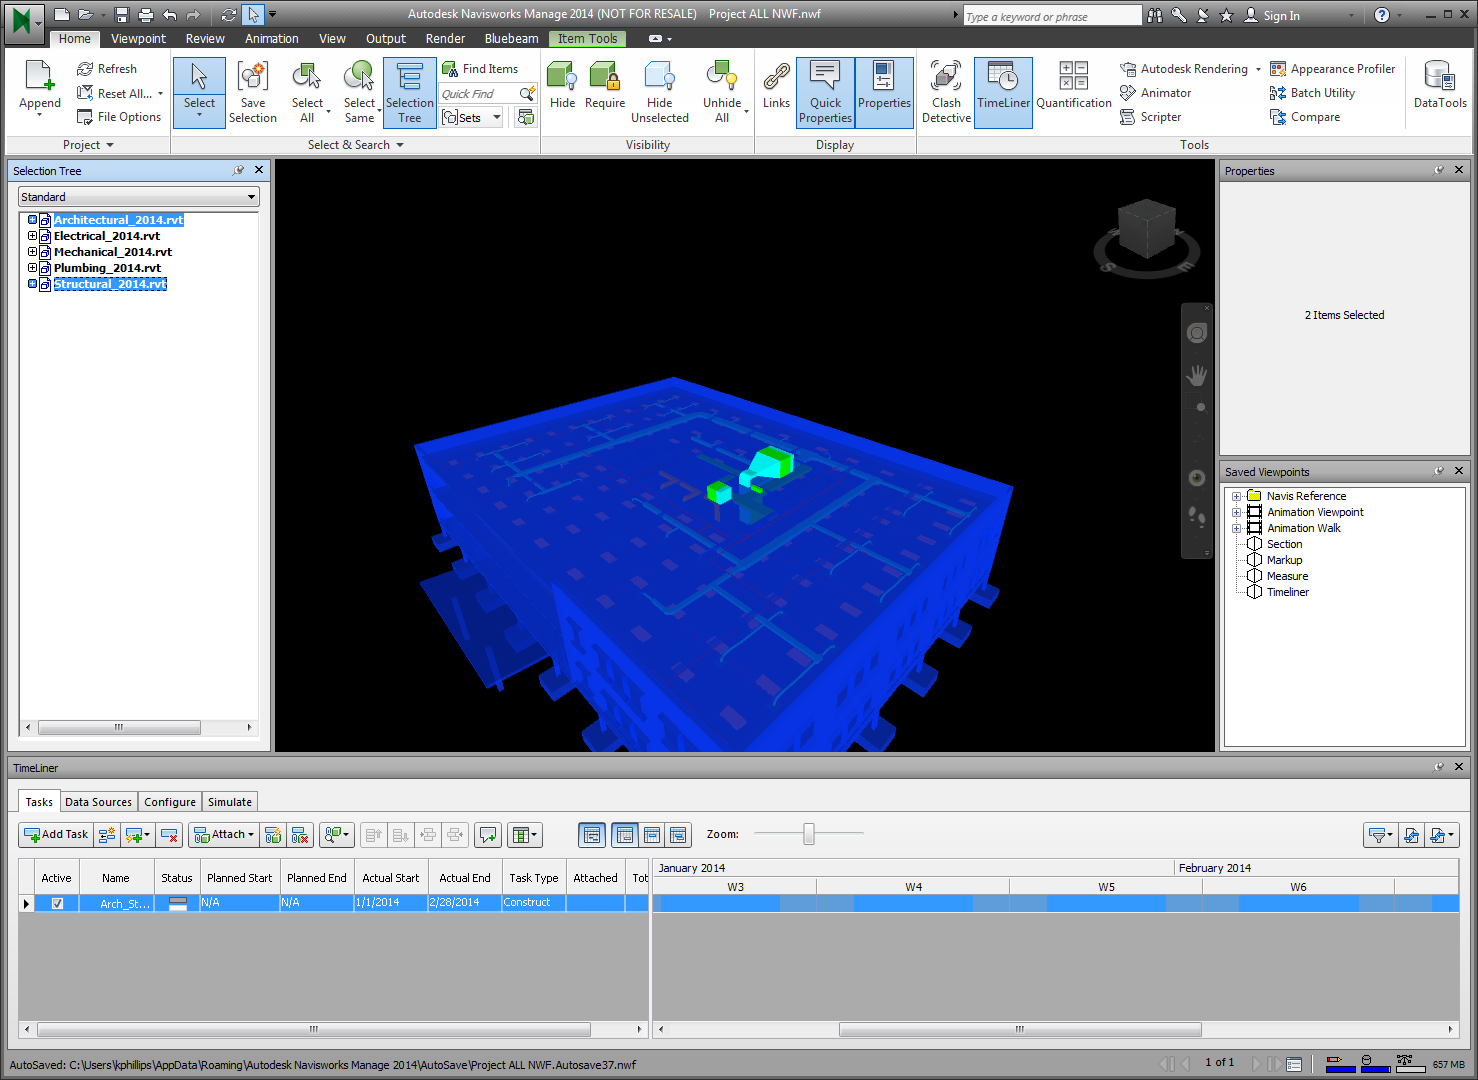 Autodesk Navisworks Manage 2014 (NOT FOR RESALE)    Project ALL NWF.nwf
Type a keyword or phrase
Sign In
Home Viewpoint Review Animation View Output Render Bluebeam Item Tools
Append
Refresh
Reset All...
File Options
Project
Select
Save Selection
Select All
Select Same
Selection Tree
Find Items
Quick Find
Sets
Select & Search
Hide
Require
Hide Unselected
Unhide All
Visibility
Links
Quick Properties
Properties
Display
Clash Detective
TimeLiner
Quantification
Autodesk Rendering
Animator
Scripter
Appearance Profiler
Batch Utility
Compare
Tools
DataTools
Selection Tree
Standard
Architectural_2014.rvt
Electrical_2014.rvt
Mechanical_2014.rvt
Plumbing_2014.rvt
Structural_2014.rvt
S
E
Properties
2 Items Selected
Saved Viewpoints
Navis Reference
Animation Viewpoint
Animation Walk
Section
Markup
Measure
Timeliner
TimeLiner
Tasks Data Sources Configure Simulate
Add Task
Attach
Zoom:
Active Name Status Planned Start Planned End Actual Start Actual End Task Type Attached Tot
Arch_St... N/A N/A 1/1/2014 2/28/2014 Construct
January 2014 February 2014
W3 W4 W5 W6
AutoSaved: C:\Users\kphillips\AppData\Roaming\Autodesk Navisworks Manage 2014\AutoSave\Project ALL NWF.Autosave37.nwf
1 of 1
657 MB